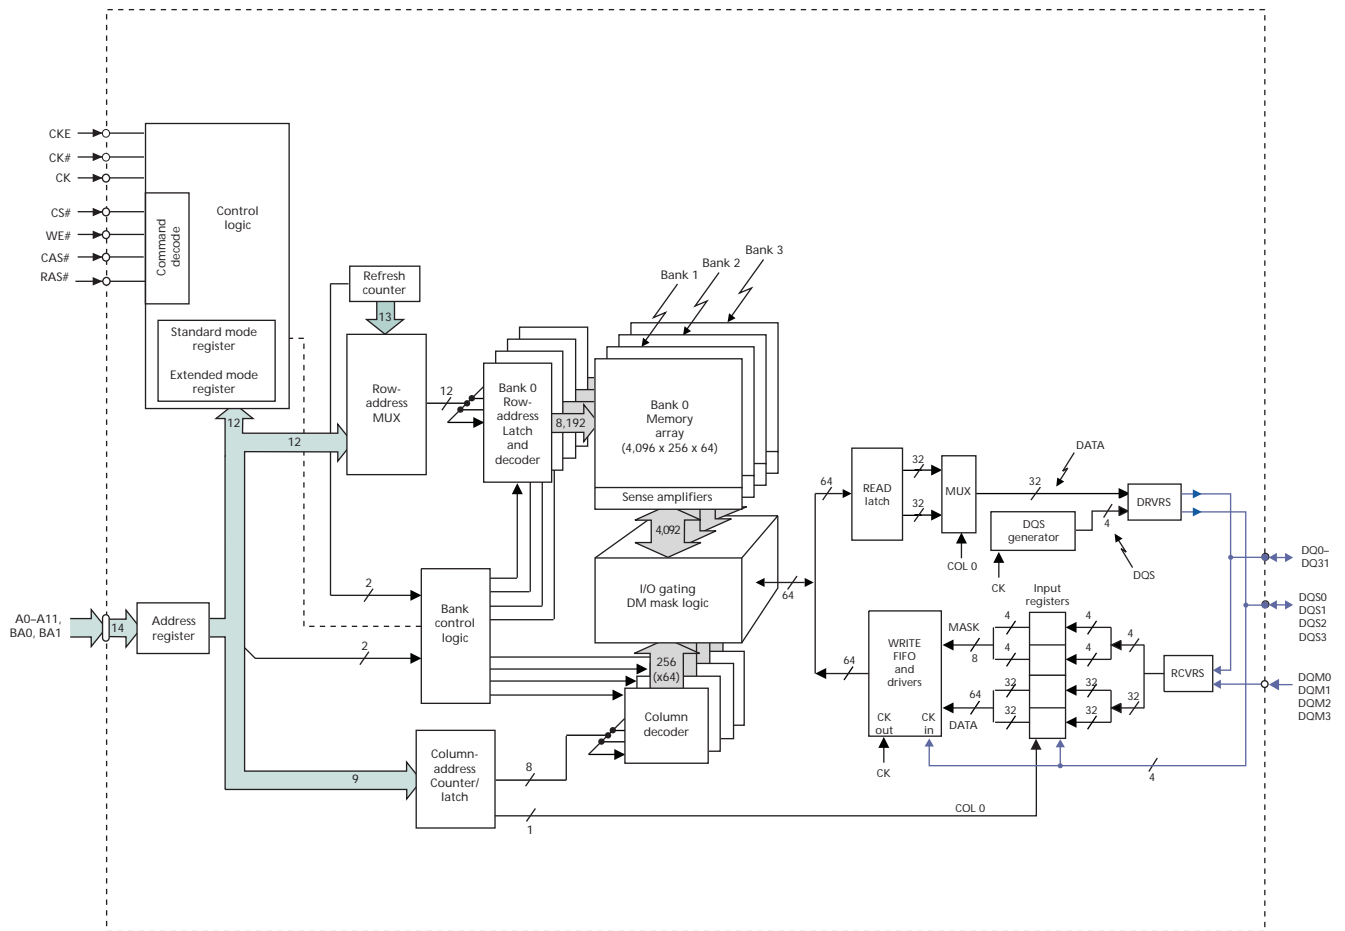 CKE
CK#
CK
CS#
WE#
CAS#
RAS#
Command
decode
Control
logic
Standard mode
register
Extended mode
register
Refresh
counter
13
Row-
address
MUX
12
12
12
Bank 0
Row-
address
Latch
and
decoder
8,192
Bank 1
Bank 2
Bank 3
Bank 0
Memory
array
(4,096 x 256 x 64)
Sense amplifiers
4,092
I/O gating
DM mask logic
256
(x64)
Column
decoder
A0–A11,
BA0, BA1
14
Address
register
2
2
Bank
control
logic
9
Column-
address
Counter/
latch
8
1
COL 0
64
64
64
READ
latch
32
32
MUX
COL 0
32
DATA
DQS
generator
CK
4
DQS
DRVRS
DQ0–
DQ31
DQS0
DQS1
DQS2
DQS3
DQM0
DQM1
DQM2
DQM3
RCVRS
Input
registers
4
4
4
4
4
32
32
32
32
32
MASK
8
64
DATA
WRITE
FIFO
and
drivers
CK
out
CK
in
CK
4